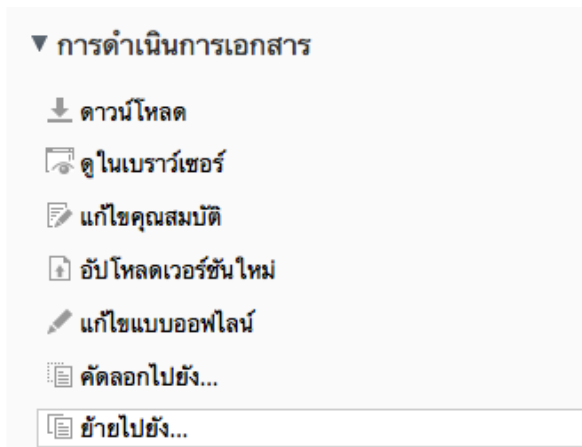 การดำเนินการเอกสาร
ดาวน์โหลด
ดูในเบราว์เซอร์
แก้ไขคุณสมบัติ
อัปโหลดเวอร์ชันใหม่
แก้ไขแบบออฟไลน์
คัดลอกไปยัง...
ย้ายไปยัง...